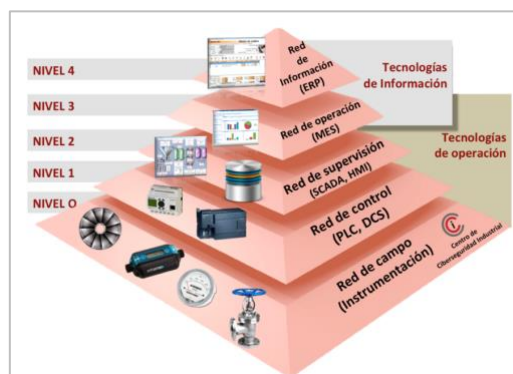 NIVEL 4
NIVEL 3
NIVEL 2
NIVEL 1
NIVEL O
Red
de
Información
(ERP)
Red de operación
(MES)
Red de supervisión
(SCADA, HMI)
Red de control
(PLC, DCS)
Red de campo
(Instrumentación)
Tecnologías
de Información
Tecnologías
de operación
Centro de
Ciberseguridad Industrial